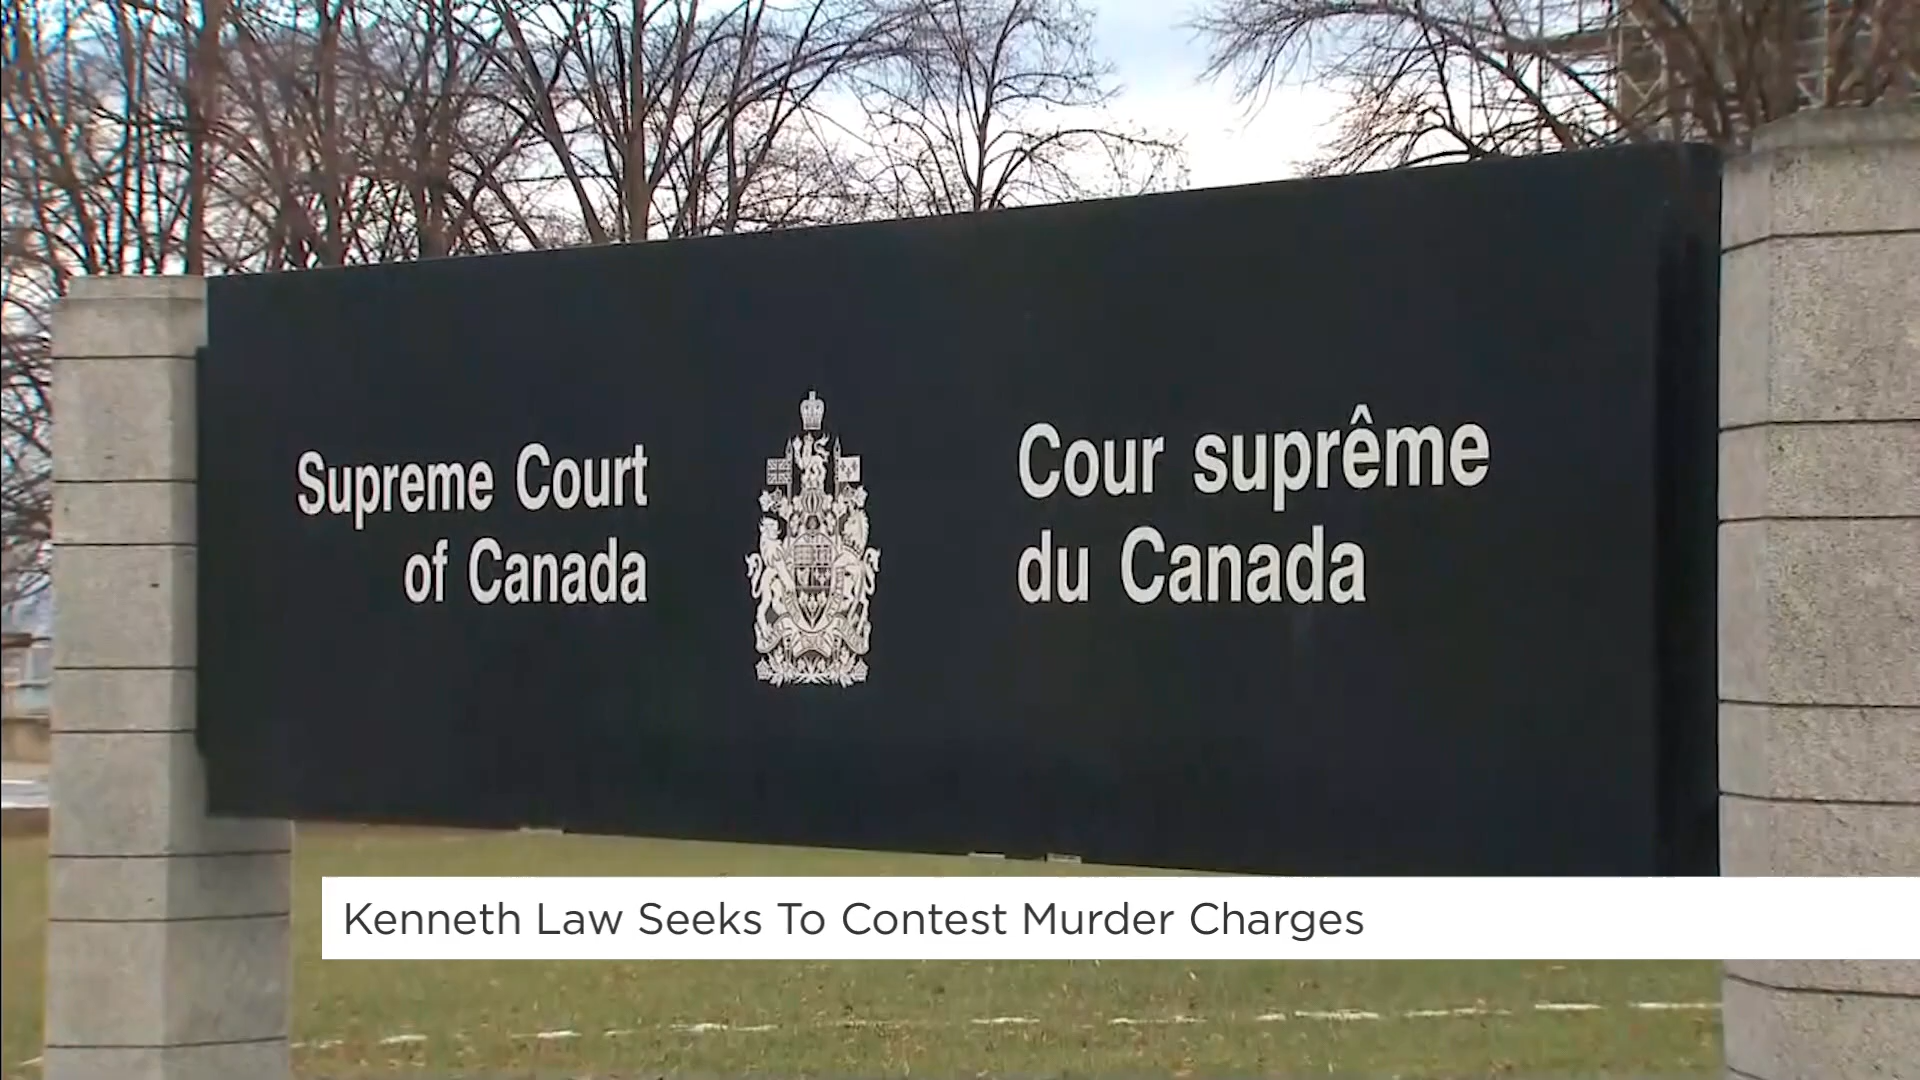 Supreme Court
of Canada
Cour suprême
du Canada
Kenneth Law Seeks To Contest Murder Charges